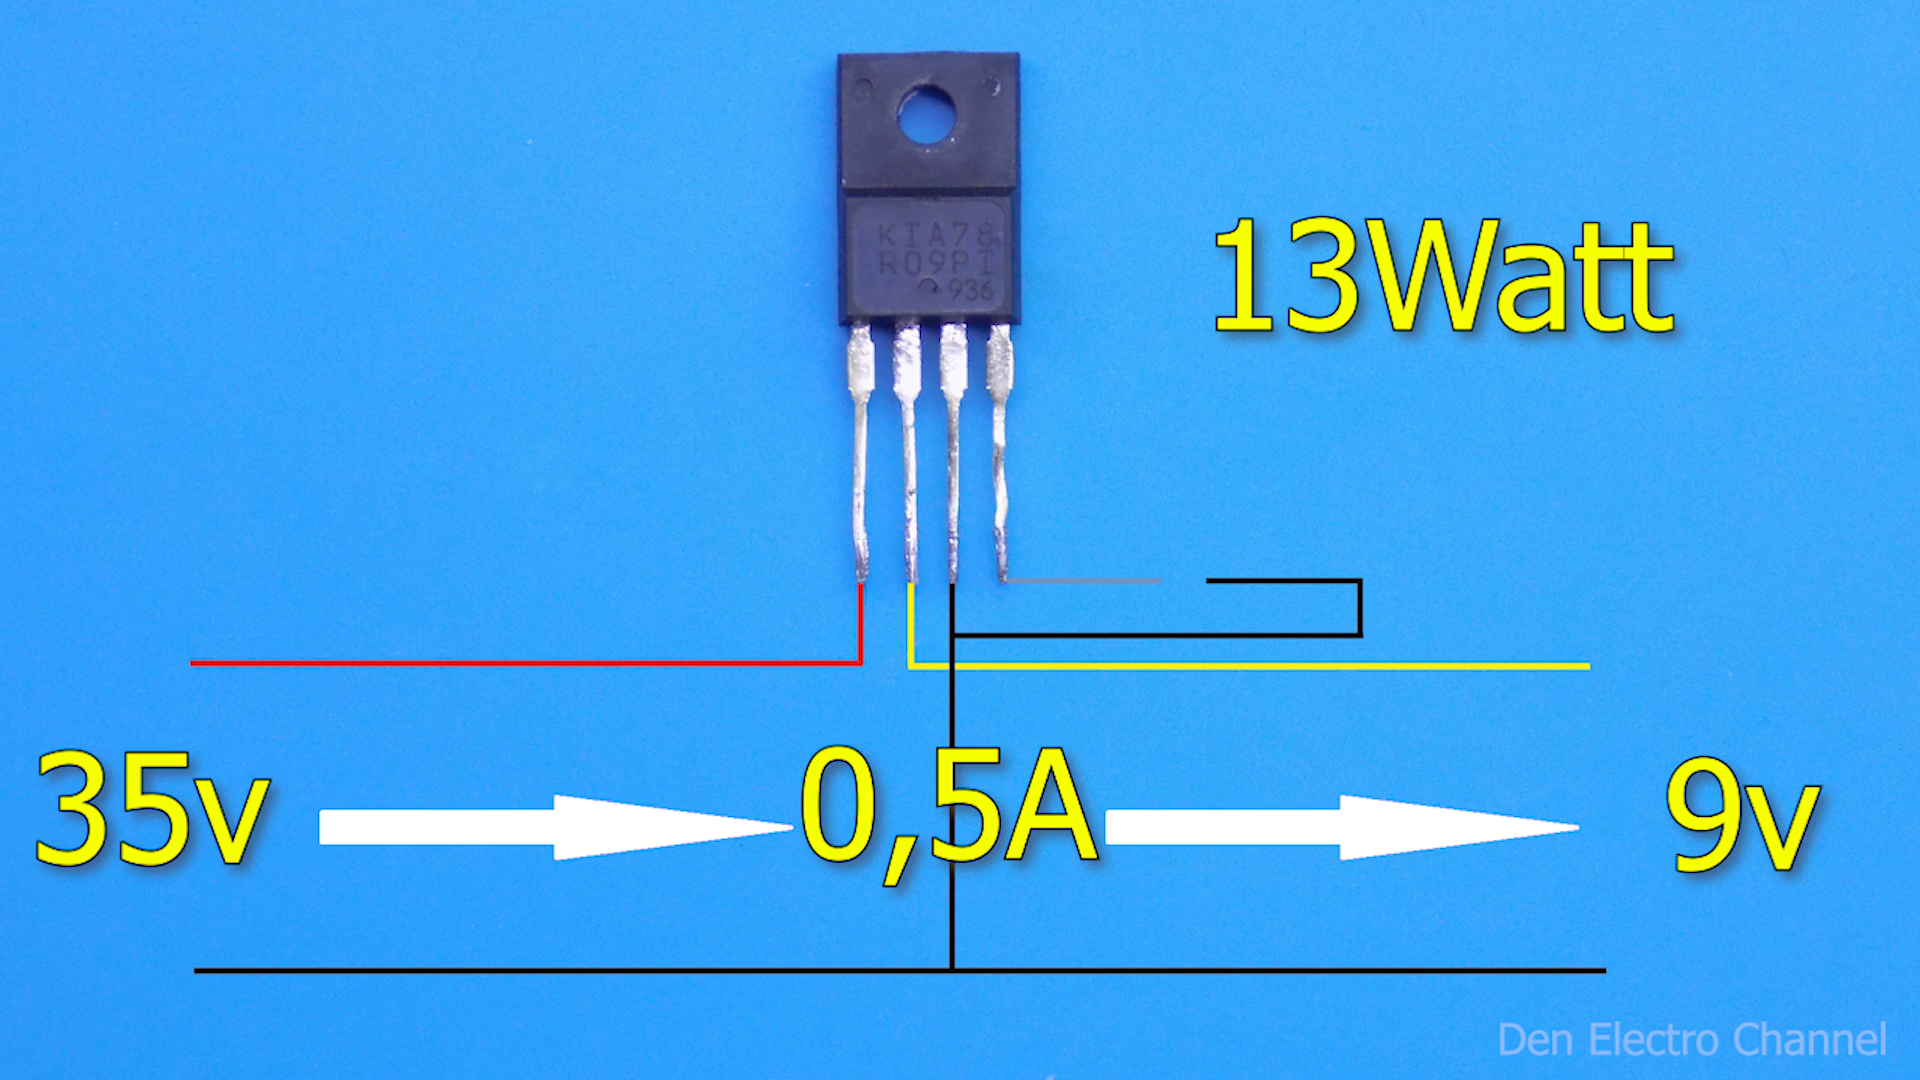 KIA78
R09PI
936
13Watt
35v
0,5A
9v
Den Electro Channel